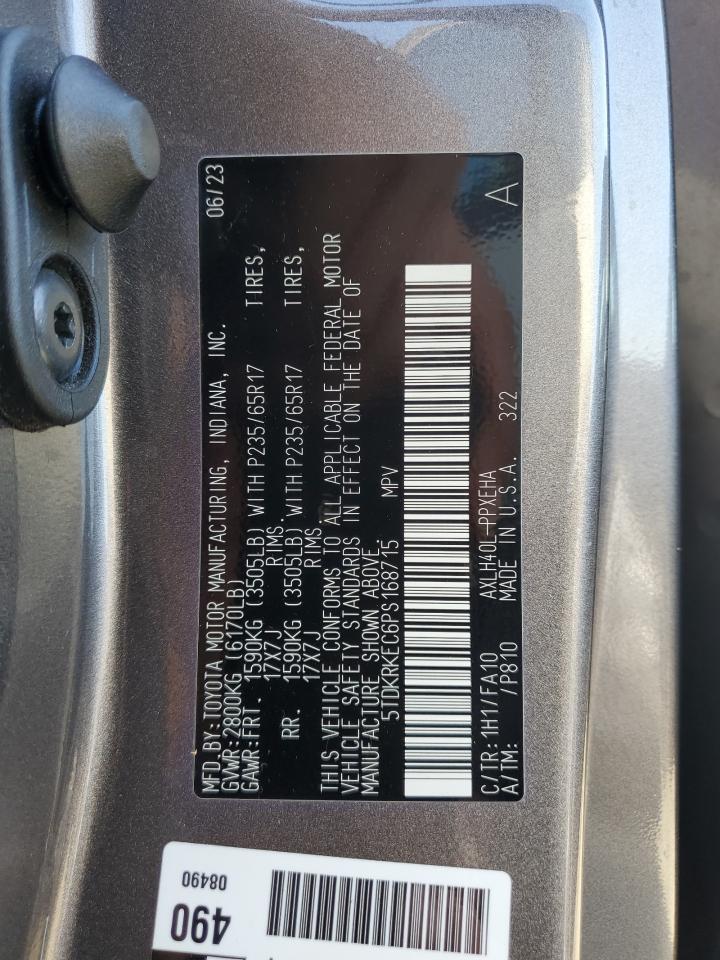 MFD.BY:TOYOTA MOTOR MANUFACTURING, INDIANA, INC. 06/23
GVWR:2800KG (6170LB)
GAWR:FRT. 1590KG (3505LB) WITH P235/65R17 TIRES,
17X7J RIMS.
RR. 1590KG (3505LB) WITH P235/65R17 TIRES,
17X7J RIMS.
THIS VEHICLE CONFORMS TO ALL APPLICABLE FEDERAL MOTOR
VEHICLE SAFETY STANDARDS IN EFFECT ON THE DATE OF
MANUFACTURE SHOWN ABOVE.
5TDKRKEC6PS168715 MPV
C/TR:1H1/FA10 AXLH40L-PPXEHA
A/TM: /P810 MADE IN U.S.A. 322 A
08490
490